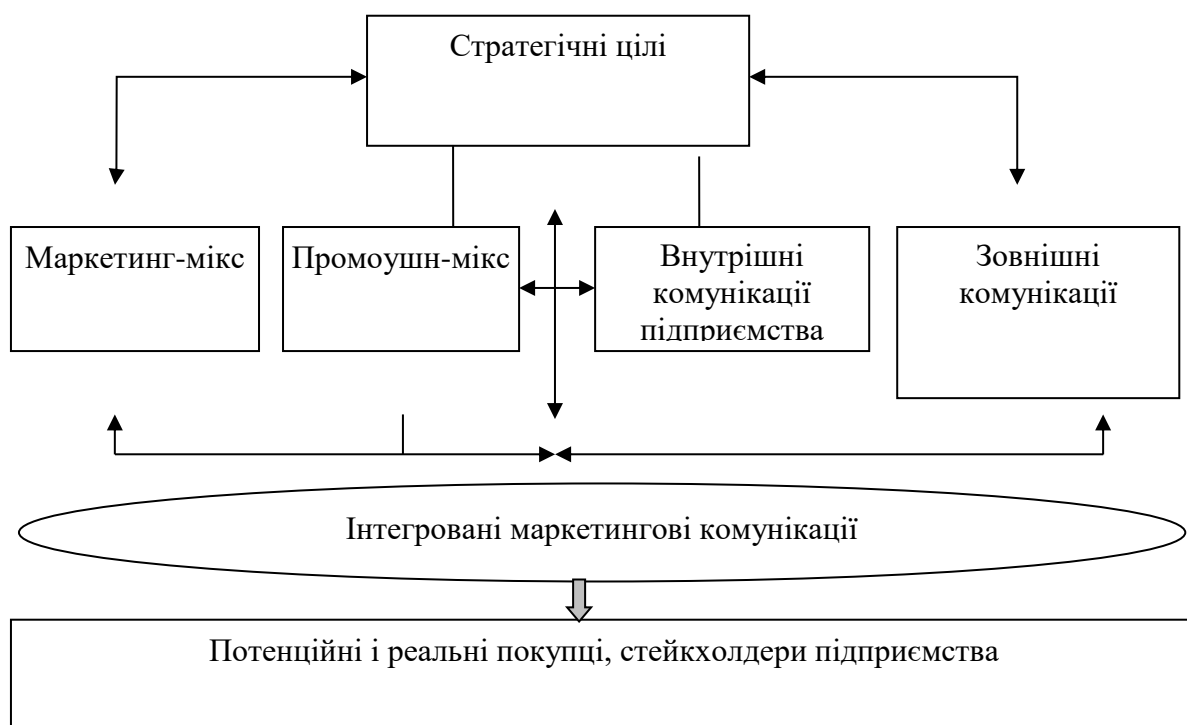 Стратегічні цілі
Маркетинг-мікс
Промоушн-мікс
Внутрішні
комунікації
підприємства
Зовнішні
комунікації
Інтегровані маркетингові комунікації
Потенційні і реальні покупці, стейкхолдери підприємства